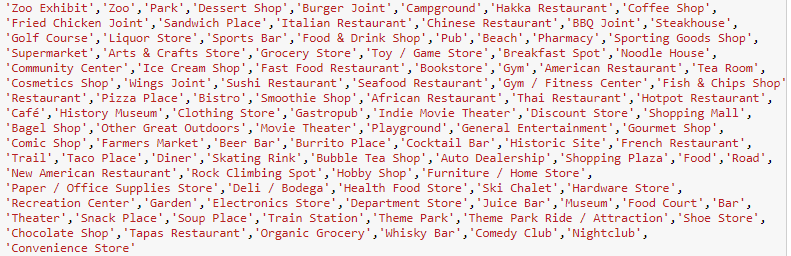 'Zoo Exhibit','Zoo','Park','Dessert Shop','Burger Joint','Campground','Hakka Restaurant','Coffee Shop',
'Fried Chicken Joint','Sandwich Place','Italian Restaurant','Chinese Restaurant','BBQ Joint','Steakhouse',
'Golf Course','Liquor Store','Sports Bar','Food & Drink Shop','Pub','Beach','Pharmacy','Sporting Goods Shop',
'Supermarket','Arts & Crafts Store','Grocery Store','Toy / Game Store','Breakfast Spot','Noodle House',
'Community Center','Ice Cream Shop','Fast Food Restaurant','Bookstore','Gym','American Restaurant','Tea Room',
'Cosmetics Shop','Wings Joint','Sushi Restaurant','Seafood Restaurant','Gym / Fitness Center','Fish & Chips Shop'
'Restaurant','Pizza Place','Bistro','Smoothie Shop','African Restaurant','Thai Restaurant','Hotpot Restaurant',
'Café','History Museum','Clothing Store','Gastropub','Indie Movie Theater','Discount Store','Shopping Mall',
'Bagel Shop','Other Great Outdoors','Movie Theater','Playground','General Entertainment','Gourmet Shop',
'Comic Shop','Farmers Market','Beer Bar','Burrito Place','Cocktail Bar','Historic Site','French Restaurant',
'Trail','Taco Place','Diner','Skating Rink','Bubble Tea Shop','Auto Dealership','Shopping Plaza','Food','Road',
'New American Restaurant','Rock Climbing Spot','Hobby Shop','Furniture / Home Store',
'Paper / Office Supplies Store','Deli / Bodega','Health Food Store','Ski Chalet','Hardware Store',
'Recreation Center','Garden','Electronics Store','Department Store','Juice Bar','Museum','Food Court','Bar',
'Theater','Snack Place','Soup Place','Train Station','Theme Park','Theme Park Ride / Attraction','Shoe Store',
'Chocolate Shop','Tapas Restaurant','Organic Grocery','Whisky Bar','Comedy Club','Nightclub',
'Convenience Store'